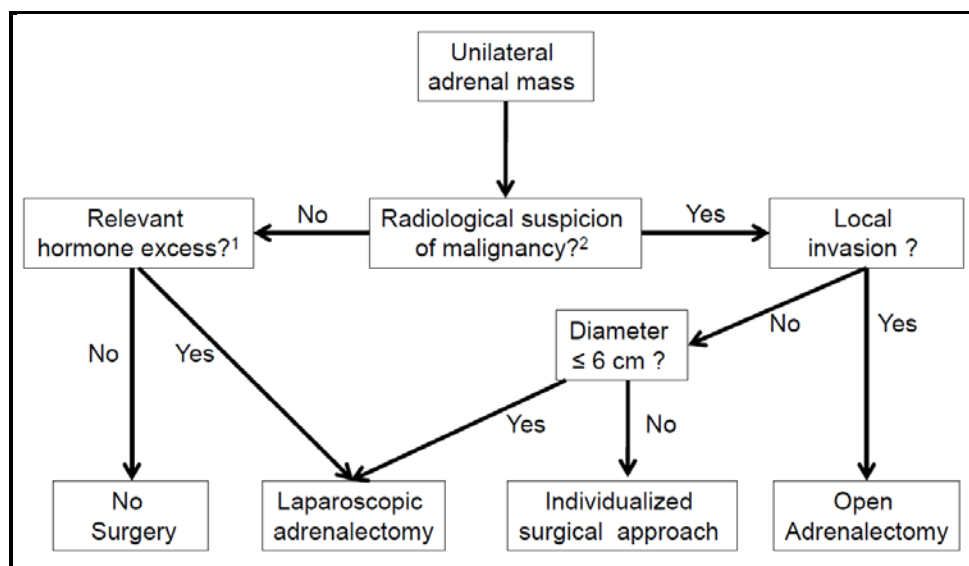 Unilateral
adrenal mass
Relevant
hormone excess?¹
No
Radiological suspicion
of malignancy?²
Yes
Local
invasion ?
No
Yes
Diameter
≤ 6 cm ?
No
Yes
Yes
No
No
Surgery
Laparoscopic
adrenalectomy
Individualized
surgical approach
Open
Adrenalectomy